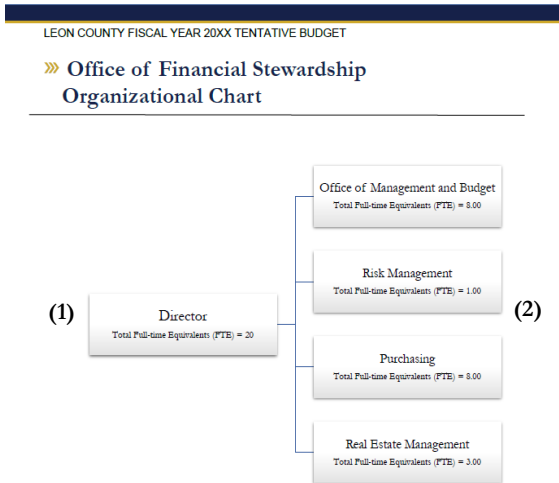 LEON COUNTY FISCAL YEAR 20XX TENTATIVE BUDGET
Office of Financial Stewardship
Organizational Chart
Office of Management and Budget
Total Full-time Equivalents (FTE) = 8.00
Risk Management
Total Full-time Equivalents (FTE) = 1.00
(1)
Director
Total Full-time Equivalents (FTE) = 20
(2)
Purchasing
Total Full-time Equivalents (FTE) = 8.00
Real Estate Management
Total Full-time Equivalents (FTE) = 3.00